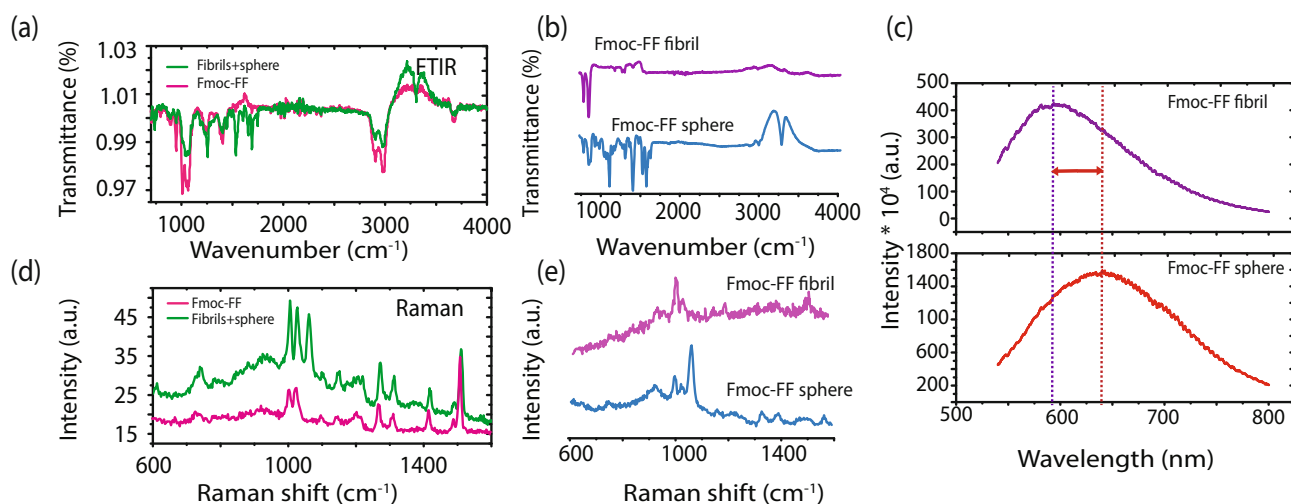 (a)
1.03
1.01
0.99
0.97
Transmittance (%)
Fibrils+sphere
Fmoc-FF
FTIR
1000
2000
3000
4000
Wavenumber (cm⁻¹)
(b)
Transmittance (%)
Fmoc-FF fibril
Fmoc-FF sphere
1000
2000
3000
4000
Wavenumber (cm⁻¹)
(c)
Intensity * 10⁴ (a.u.)
500
400
300
200
100
0
Fmoc-FF fibril
1800
1400
1000
600
200
Fmoc-FF sphere
500
600
700
800
Wavelength (nm)
(d)
Intensity (a.u.)
45
35
25
15
Fmoc-FF
Fibrils+sphere
Raman
600
1000
1400
Raman shift (cm⁻¹)
(e)
Intensity (a.u.)
Fmoc-FF fibril
Fmoc-FF sphere
600
1000
1400
Raman shift (cm⁻¹)